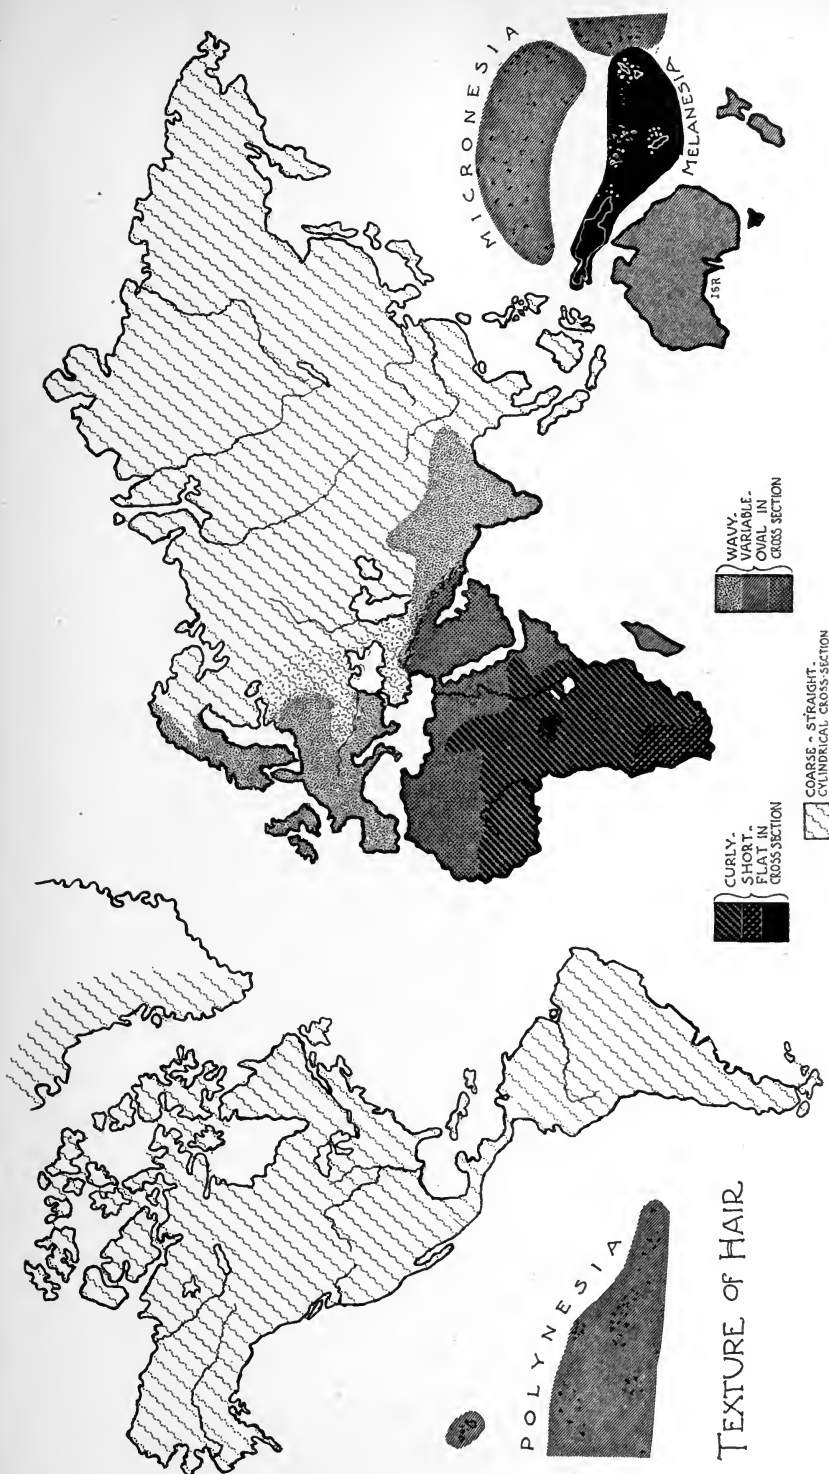 MICRONESIA
MELANESIA
ISR
POLYNESIA
TEXTURE of HAIR
CURLY-
SHORT-
FLAT IN
CROSS SECTION
WAVY-
VARIABLE-
OVAL IN
CROSS SECTION
COARSE - STRAIGHT-
CYLINDRICAL CROSS-SECTION